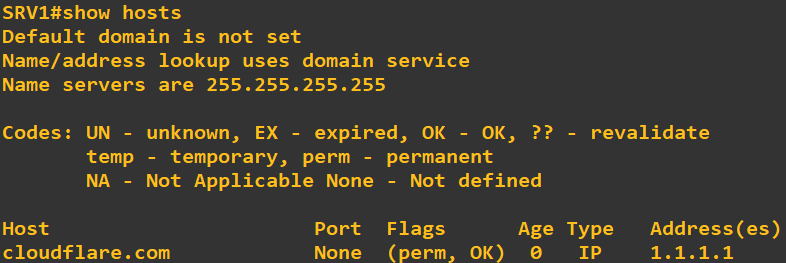 SRV1#show hosts
Default domain is not set
Name/address lookup uses domain service
Name servers are 255.255.255.255
Codes: UN - unknown, EX - expired, OK - OK, ?? - revalidate
temp - temporary, perm - permanent
NA - Not Applicable None - Not defined
Host Port Flags Age Type Address(es)
cloudflare.com None (perm, OK) 0 IP 1.1.1.1